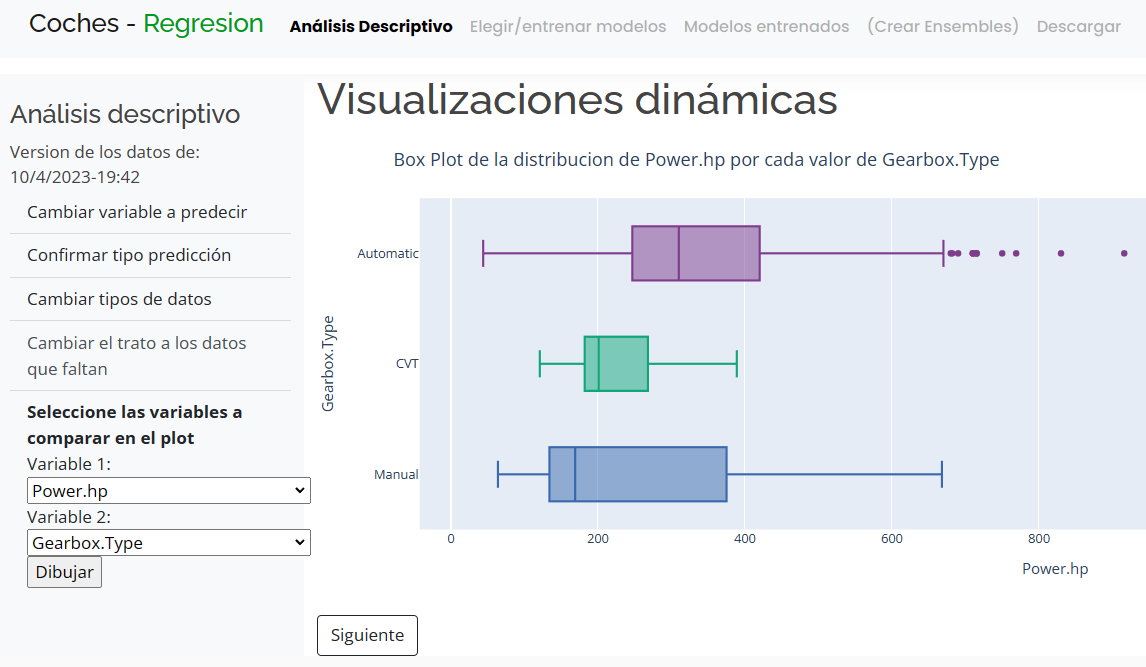 Coches - Regresion
Análisis Descriptivo
Elegir/entrenar modelos
Modelos entrenados
(Crear Ensembles)
Descargar
Análisis descriptivo
Version de los datos de:
10/4/2023-19:42
Cambiar variable a predecir
Confirmar tipo predicción
Cambiar tipos de datos
Cambiar el trato a los datos
que faltan
Seleccione las variables a
comparar en el plot
Variable 1:
Power.hp
Variable 2:
Gearbox.Type
Dibujar
Visualizaciones dinámicas
Box Plot de la distribucion de Power.hp por cada valor de Gearbox.Type
Gearbox.Type
Automatic
CVT
Manual
0
200
400
600
800
Power.hp
Siguiente